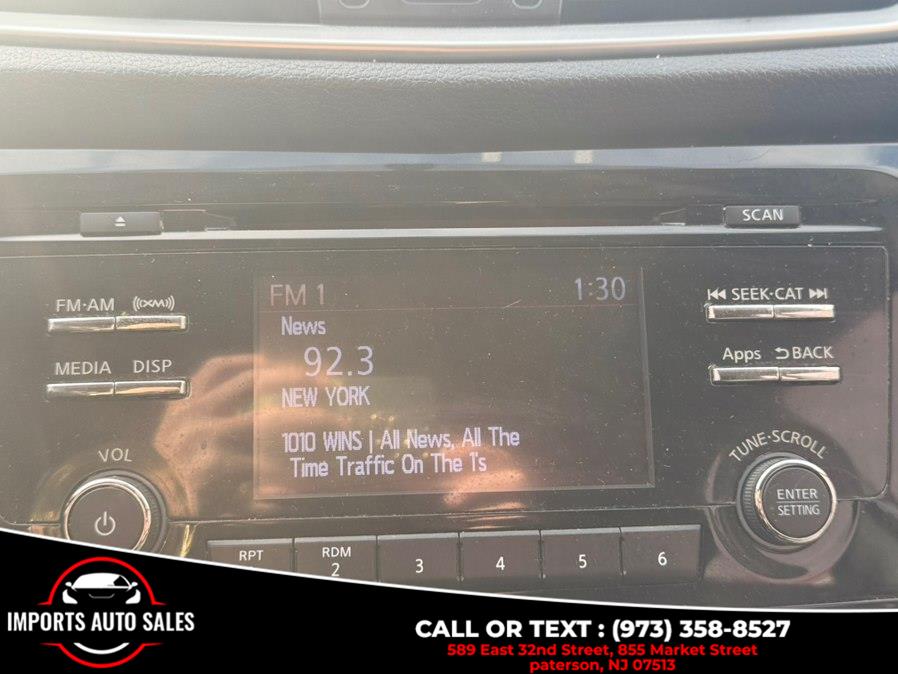 SCAN
FM·AM ((XM))
SEEK·CAT
MEDIA DISP
Apps BACK
VOL
TUNE·SCROLL
ENTER
SETTING
FM 1 1:30
News
92.3
NEW YORK
1010 WINS | All News, All The
Time Traffic On The 1's
RPT
RDM
2 3 4 5 6
IMPORTS AUTO SALES
CALL OR TEXT : (973) 358-8527
589 East 32nd Street, 855 Market Street
paterson, NJ 07513